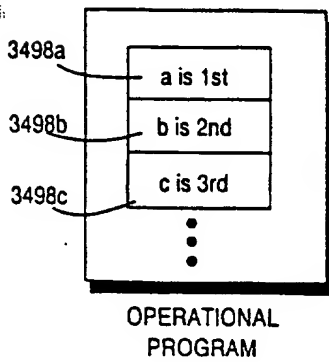 3498a
a is 1st
3498b
b is 2nd
3498c
c is 3rd
OPERATIONAL
PROGRAM